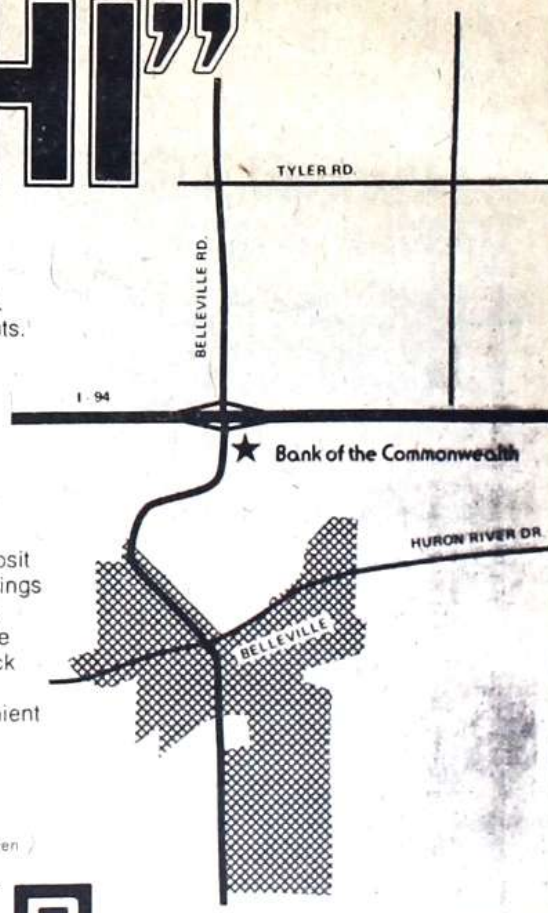 HI”
TYLER RD.
BELLEVILLE RD.
ts.
I-94
★ Bank of the Commonwealth
HURON RIVER DR.
osit
ings
e
ck
BELLEVILLE
nient
en.)